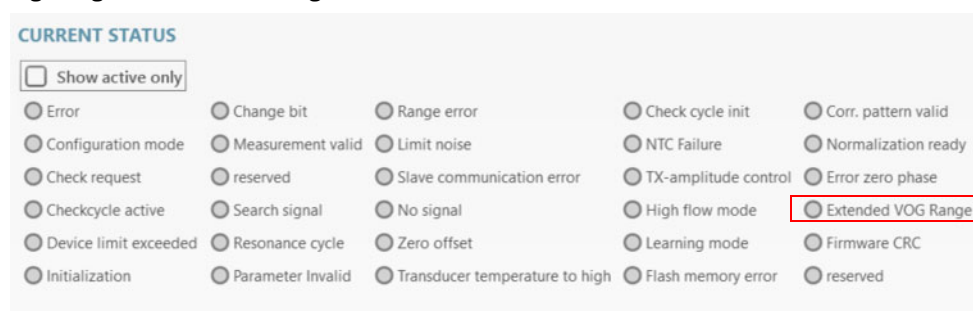 CURRENT STATUS
Show active only
Error Change bit Range error Check cycle init Corr. pattern valid
Configuration mode Measurement valid Limit noise NTC Failure Normalization ready
Check request reserved Slave communication error TX-amplitude control Error zero phase
Checkcycle active Search signal No signal High flow mode Extended VOG Range
Device limit exceeded Resonance cycle Zero offset Learning mode Firmware CRC
Initialization Parameter Invalid Transducer temperature to high Flash memory error reserved